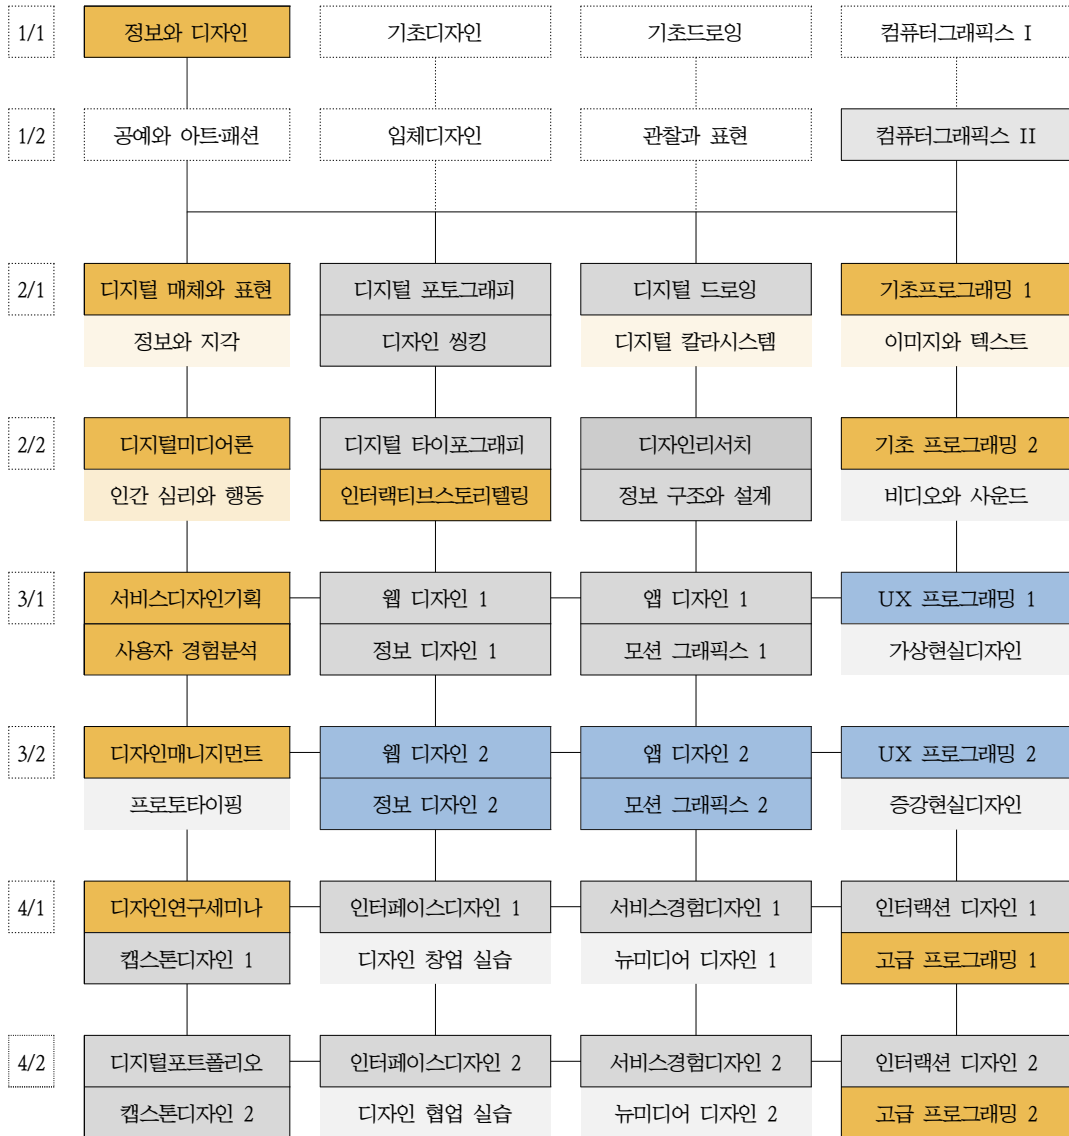 1/1
정보와 디자인
기초디자인
기초드로잉
컴퓨터그래픽스 I
1/2
공예와 아트·패션
입체디자인
관찰과 표현
컴퓨터그래픽스 II
2/1
디지털 매체와 표현
디지털 포토그래피
디지털 드로잉
기초프로그래밍 1
정보와 지각
디자인 씽킹
디지털 칼라시스템
이미지와 텍스트
2/2
디지털미디어론
디지털 타이포그래피
디자인리서치
기초 프로그래밍 2
인간 심리와 행동
인터랙티브스토리텔링
정보 구조와 설계
비디오와 사운드
3/1
서비스디자인기획
웹 디자인 1
앱 디자인 1
UX 프로그래밍 1
사용자 경험분석
정보 디자인 1
모션 그래픽스 1
가상현실디자인
3/2
디자인매니지먼트
웹 디자인 2
앱 디자인 2
UX 프로그래밍 2
프로토타이핑
정보 디자인 2
모션 그래픽스 2
증강현실디자인
4/1
디자인연구세미나
인터페이스디자인 1
서비스경험디자인 1
인터랙션 디자인 1
캡스톤디자인 1
디자인 창업 실습
뉴미디어 디자인 1
고급 프로그래밍 1
4/2
디지털포트폴리오
인터페이스디자인 2
서비스경험디자인 2
인터랙션 디자인 2
캡스톤디자인 2
디자인 협업 실습
뉴미디어 디자인 2
고급 프로그래밍 2